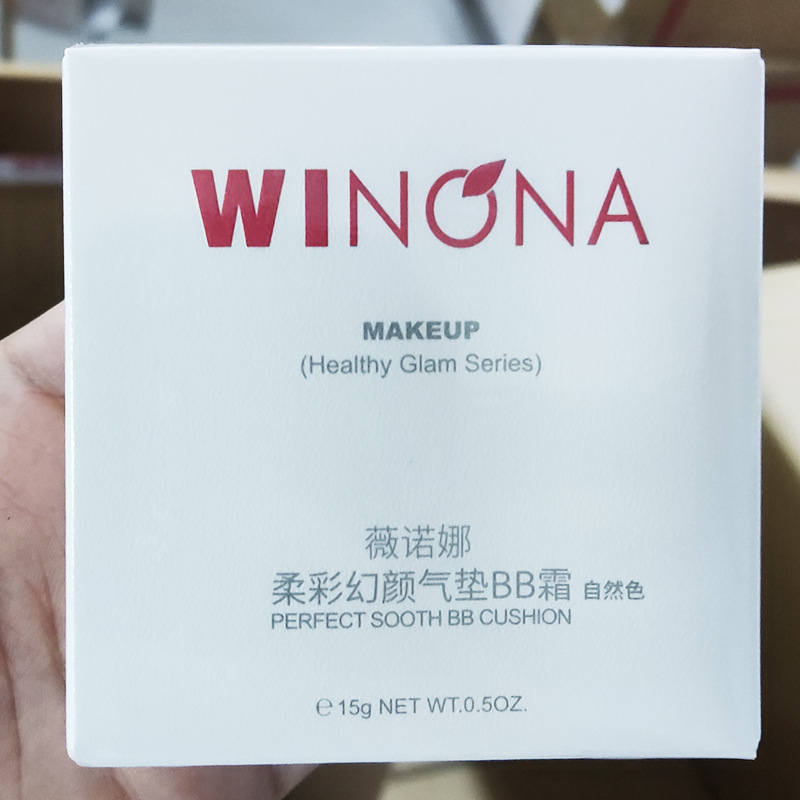 WINONA
MAKEUP
(Healthy Glam Series)
薇诺娜
柔彩幻颜气垫BB霜 自然色
PERFECT SOOTH BB CUSHION
℮ 15g NET WT.0.5OZ.